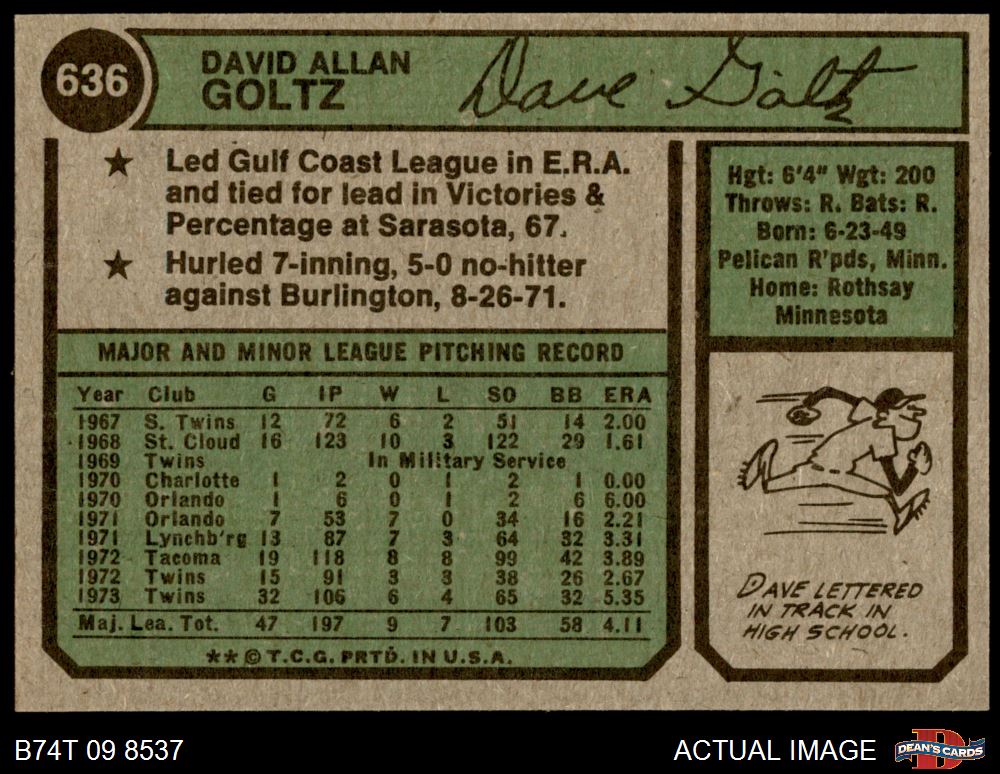 636
DAVID ALLAN
GOLTZ
Dave Goltz
★ Led Gulf Coast League in E.R.A.
and tied for lead in Victories &
Percentage at Sarasota, 67.
★ Hurled 7-inning, 5-0 no-hitter
against Burlington, 8-26-71.
Hgt: 6'4" Wgt: 200
Throws: R. Bats: R.
Born: 6-23-49
Pelican R'pds, Minn.
Home: Rothsay
Minnesota
MAJOR AND MINOR LEAGUE PITCHING RECORD
Year Club G IP W L SO BB ERA
1967 S. Twins 12 72 6 2 51 14 2.00
1968 St. Cloud 16 123 10 3 122 29 1.61
1969 Twins In Military Service
1970 Charlotte 1 2 0 1 2 1 0.00
1970 Orlando 1 6 0 1 2 6 6.00
1971 Orlando 7 53 7 0 34 16 2.21
1971 Lynchb'rg 13 87 7 3 64 32 3.31
1972 Tacoma 19 118 8 8 99 42 3.89
1972 Twins 15 91 3 3 38 26 2.67
1973 Twins 32 106 6 4 65 32 5.35
Maj. Lea. Tot. 47 197 9 7 103 58 4.11
** © T.C.G. PRTD. IN U.S.A.
DAVE LETTERED
IN TRACK IN
HIGH SCHOOL.
B74T 09 8537
ACTUAL IMAGE
DEAN'S CARDS